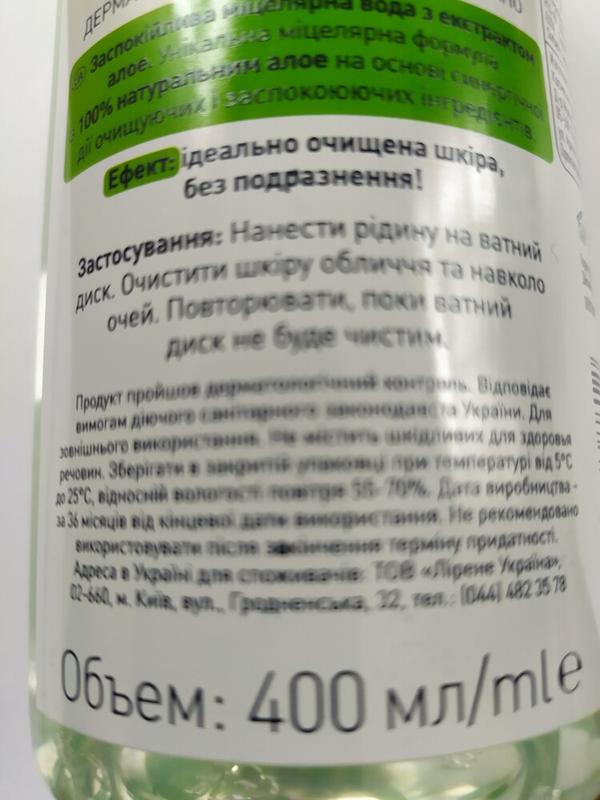 ДЕРМА
(UA) Заспокійлива міцелярна вода з екстрактом
алое. Унікальна міцелярна формула
з 100% натуральним алое на основі синергічної
дії очищуючих і заспокоюючих інгредієнтів.
Ефект: ідеально очищена шкіра,
без подразнення!
Застосування: Нанести рідину на ватний
диск. Очистити шкіру обличчя та навколо
очей. Повторювати, поки ватний
диск не буде чистим.
Продукт пройшов дерматологічний контроль. Відповідає
вимогам діючого санітарного законодавста України. Для
зовнішнього використання. Не містить шкідливих для здоровья
речовин. Зберігати в закритій упаковці при температурі від 5°C
до 25°C, відносній вологості повітря 55-70%. Дата виробництва -
за 36 місяців від кінцевої дати використання. Не рекомендовано
використовувати після закінчення терміну придатності.
Адреса в Україні для споживачів: ТОВ «Лірене Україна»,
02-660, м. Київ, вул., Гродненська, 32, тел.: (044) 482 35 78
Объем: 400 мл/ml e